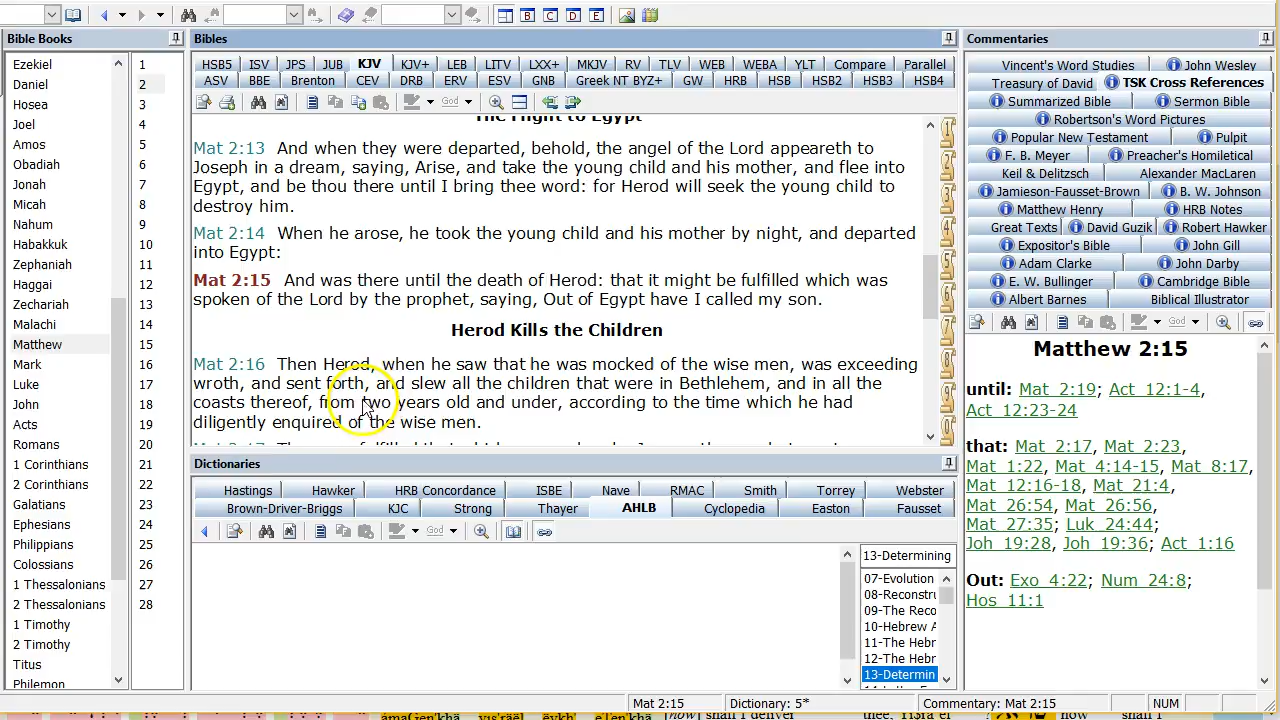 Bible Books
Ezekiel
Daniel
Hosea
Joel
Amos
Obadiah
Jonah
Micah
Nahum
Habakkuk
Zephaniah
Haggai
Zechariah
Malachi
Matthew
Mark
Luke
John
Acts
Romans
1 Corinthians
2 Corinthians
Galatians
Ephesians
Philippians
Colossians
1 Thessalonians
2 Thessalonians
1 Timothy
2 Timothy
Titus
Philemon
1
2
3
4
5
6
7
8
9
10
11
12
13
14
15
16
17
18
19
20
21
22
23
24
25
26
27
28
B C D E
Bibles
HSB5 ISV JPS JUB KJV KJV+ LEB LITV LXX+ MKJV RV TLV WEB WEBA YLT Compare Parallel
ASV BBE Brenton CEV DRB ERV ESV GNB Greek NT BYZ+ GW HRB HSB HSB2 HSB3 HSB4
God
The Flight to Egypt
Mat 2:13 And when they were departed, behold, the angel of the Lord appeareth to
Joseph in a dream, saying, Arise, and take the young child and his mother, and flee into
Egypt, and be thou there until I bring thee word: for Herod will seek the young child to
destroy him.
Mat 2:14 When he arose, he took the young child and his mother by night, and departed
into Egypt:
Mat 2:15 And was there until the death of Herod: that it might be fulfilled which was
spoken of the Lord by the prophet, saying, Out of Egypt have I called my son.
Herod Kills the Children
Mat 2:16 Then Herod, when he saw that he was mocked of the wise men, was exceeding
wroth, and sent forth, and slew all the children that were in Bethlehem, and in all the
coasts thereof, from two years old and under, according to the time which he had
diligently enquired of the wise men.
Dictionaries
Hastings Hawker HRB Concordance ISBE Nave RMAC Smith Torrey Webster
Brown-Driver-Briggs KJC Strong Thayer AHLB Cyclopedia Easton Fausset
God
13-Determining
07-Evolution
08-Reconstru
09-The Reco
10-Hebrew A
11-The Hebr
12-The Hebr
13-Determin
Commentaries
Vincent's Word Studies John Wesley
Treasury of David TSK Cross References
Summarized Bible Sermon Bible
Robertson's Word Pictures
Popular New Testament Pulpit
F. B. Meyer Preacher's Homiletical
Keil & Delitzsch Alexander MacLaren
Jamieson-Fausset-Brown B. W. Johnson
Matthew Henry HRB Notes
Great Texts David Guzik Robert Hawker
Expositor's Bible John Gill
Adam Clarke John Darby
E. W. Bullinger Cambridge Bible
Albert Barnes Biblical Illustrator
God
Matthew 2:15
until: Mat 2:19; Act 12:1-4,
Act 12:23-24
that: Mat 2:17, Mat 2:23,
Mat 1:22, Mat 4:14-15, Mat 8:17,
Mat 12:16-18, Mat 21:4,
Mat 26:54, Mat 26:56,
Mat 27:35; Luk 24:44;
Joh 19:28, Joh 19:36; Act 1:16
Out: Exo 4:22; Num 24:8;
Hos 11:1
Mat 2:15 Dictionary: 5* Commentary: Mat 2:15 NUM